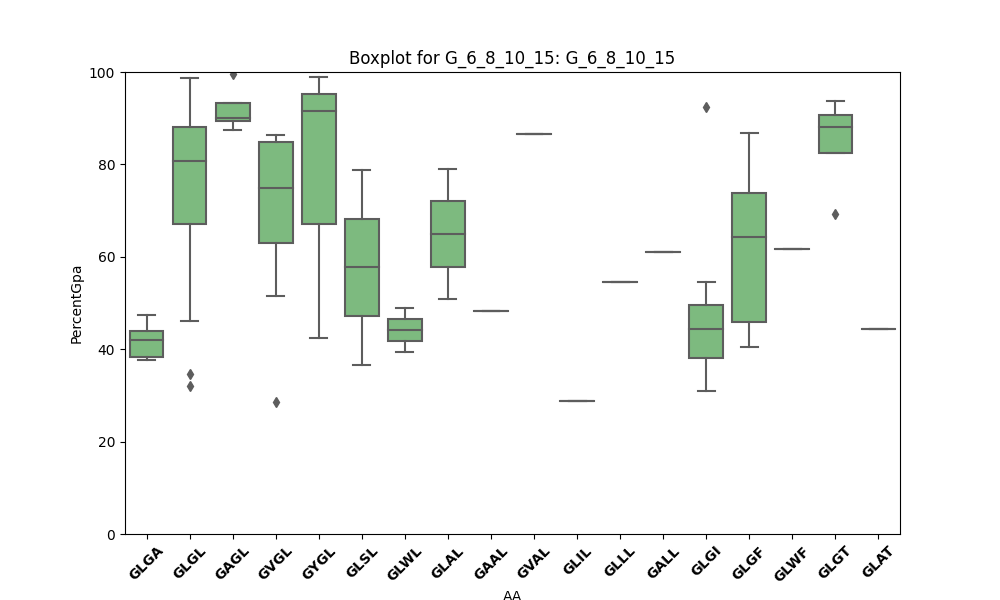 Boxplot for G_6_8_10_15: G_6_8_10_15
100
80
60
40
20
0
PercentGpa
GLGA GLGL GAGL GVGL GYGL GLSL GLWL GLAL GAAL GVAL GLIL GLLL GALL GLGI GLGF GLWF GLGT GLAT
AA